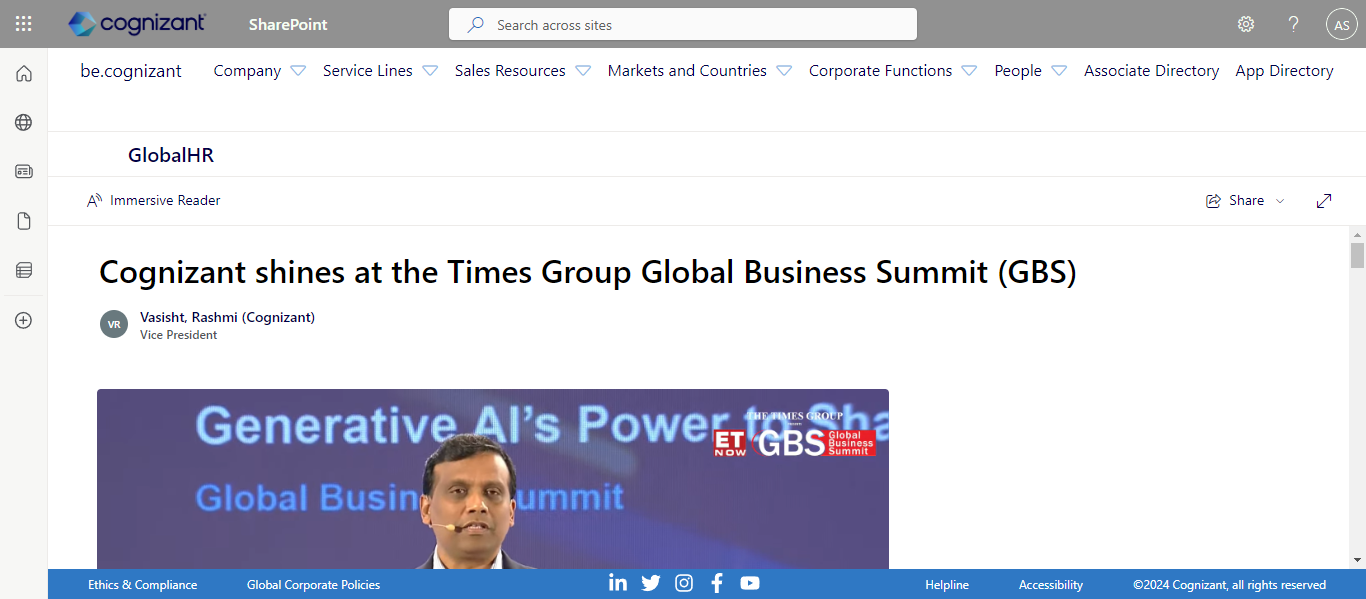 cognizant SharePoint Search across sites ? AS
be.cognizant Company Service Lines Sales Resources Markets and Countries Corporate Functions People Associate Directory App Directory
GlobalHR
Immersive Reader Share
Cognizant shines at the Times Group Global Business Summit (GBS)
VR Vasisht, Rashmi (Cognizant)
Vice President
Generative AI's Power to Sha
THE TIMES GROUP
ET NOW GBS Global Business Summit
Global Busin ummit
Ethics & Compliance Global Corporate Policies Helpline Accessibility ©2024 Cognizant, all rights reserved